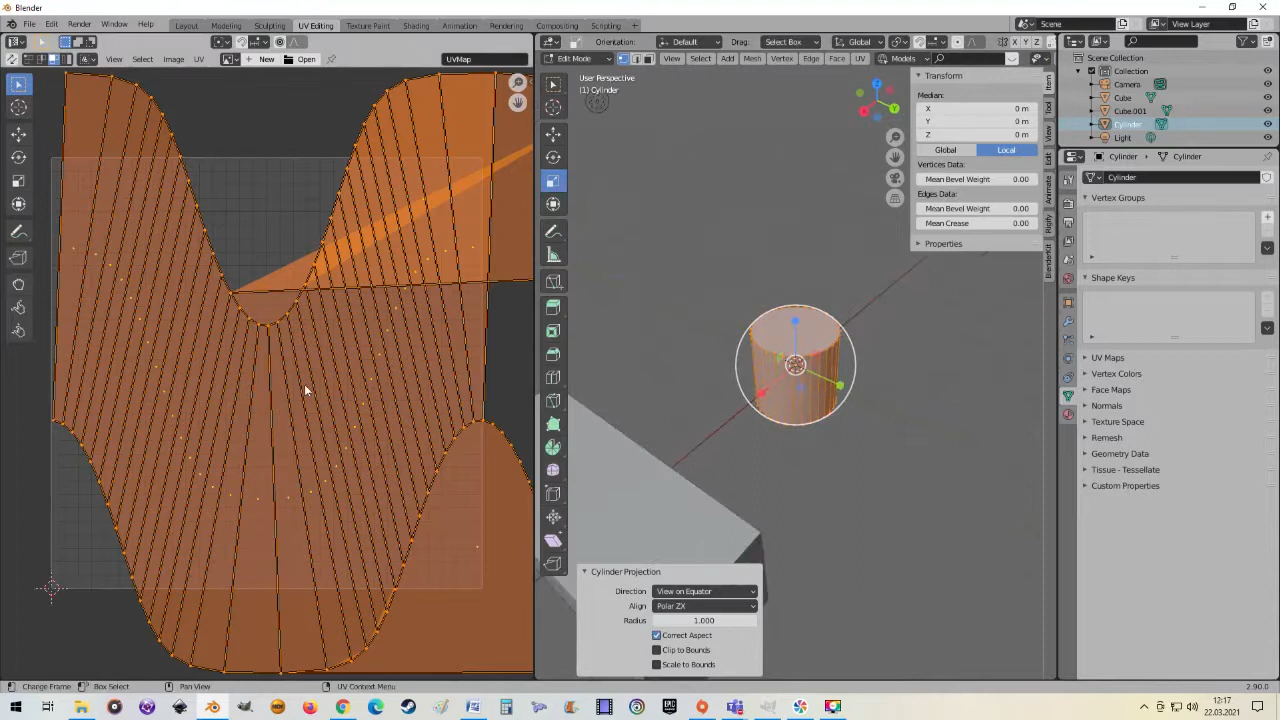 Blender
File Edit Render Window Help
Layout Modeling Sculpting UV Editing Texture Paint Shading Animation Rendering Compositing Scripting +
Scene
View Layer
Orientation: Default Drag: Select Box Global X Y Z
View Select Image UV + New Open UVMap
Edit Mode View Select Add Mesh Vertex Edge Face UV Models
User Perspective
(1) Cylinder
Z
Y
X
Transform
Median:
X 0 m
Y 0 m
Z 0 m
Global Local
Vertices Data:
Mean Bevel Weight 0.00
Edges Data:
Mean Bevel Weight 0.00
Mean Crease 0.00
Properties
Item
Tool
View
Edit
Animate
Rigify
BlenderKit
Scene Collection
Collection
Camera
Cube
Cube.001
Cylinder
Light
Cylinder Cylinder
Cylinder
Vertex Groups
Shape Keys
UV Maps
Vertex Colors
Face Maps
Normals
Texture Space
Remesh
Geometry Data
Tissue - Tessellate
Custom Properties
Cylinder Projection
Direction View on Equator
Align Polar ZX
Radius 1.000
Correct Aspect
Clip to Bounds
Scale to Bounds
Change Frame Box Select Pan View UV Context Menu 2.90.0
12:17
22.03.2021